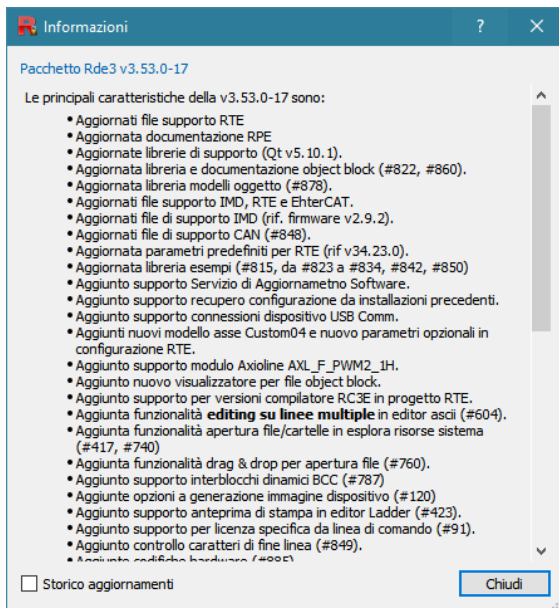 Informazioni
Pacchetto Rde3 v3.53.0-17
Le principali caratteristiche della v3.53.0-17 sono:
• Aggiornati file supporto RTE
• Aggiornata documentazione RPE
• Aggiornate librerie di supporto (Qt v5.10.1).
• Aggiornata libreria e documentazione object block (#822, #860).
• Aggiornata libreria modelli oggetto (#878).
• Aggiornati file supporto IMD, RTE e EhterCAT.
• Aggiornati file di supporto IMD (rif. firmware v2.9.2).
• Aggiornati file di supporto CAN (#848).
• Aggiornata parametri predefiniti per RTE (rif v34.23.0).
• Aggiornata libreria esempi (#815, da #823 a #834, #842, #850)
• Aggiunto supporto Servizio di Aggiornametno Software.
• Aggiunto supporto recupero configurazione da installazioni precedenti.
• Aggiunto supporto connessioni dispositivo USB Comm.
• Aggiunti nuovi modello asse Custom04 e nuovo parametri opzionali in
configurazione RTE.
• Aggiunto supporto modulo Axioline AXL_F_PWM2_1H.
• Aggiunto nuovo visualizzatore per file object block.
• Aggiunto supporto per versioni compilatore RC3E in progetto RTE.
• Aggiunta funzionalità editing su linee multiple in editor ascii (#604).
• Aggiunta funzionalità apertura file/cartelle in esplora risorse sistema
(#417, #740)
• Aggiunta funzionalità drag & drop per apertura file (#760).
• Aggiunto supporto interblocchi dinamici BCC (#787)
• Aggiunte opzioni a generazione immagine dispositivo (#120)
• Aggiunto supporto anteprima di stampa in editor Ladder (#423).
• Aggiunto supporto per licenza specifica da linea di comando (#91).
• Aggiunto controllo caratteri di fine linea (#849).
• Aggiunto codifiche hardware (#885)
Storico aggiornamenti
Chiudi